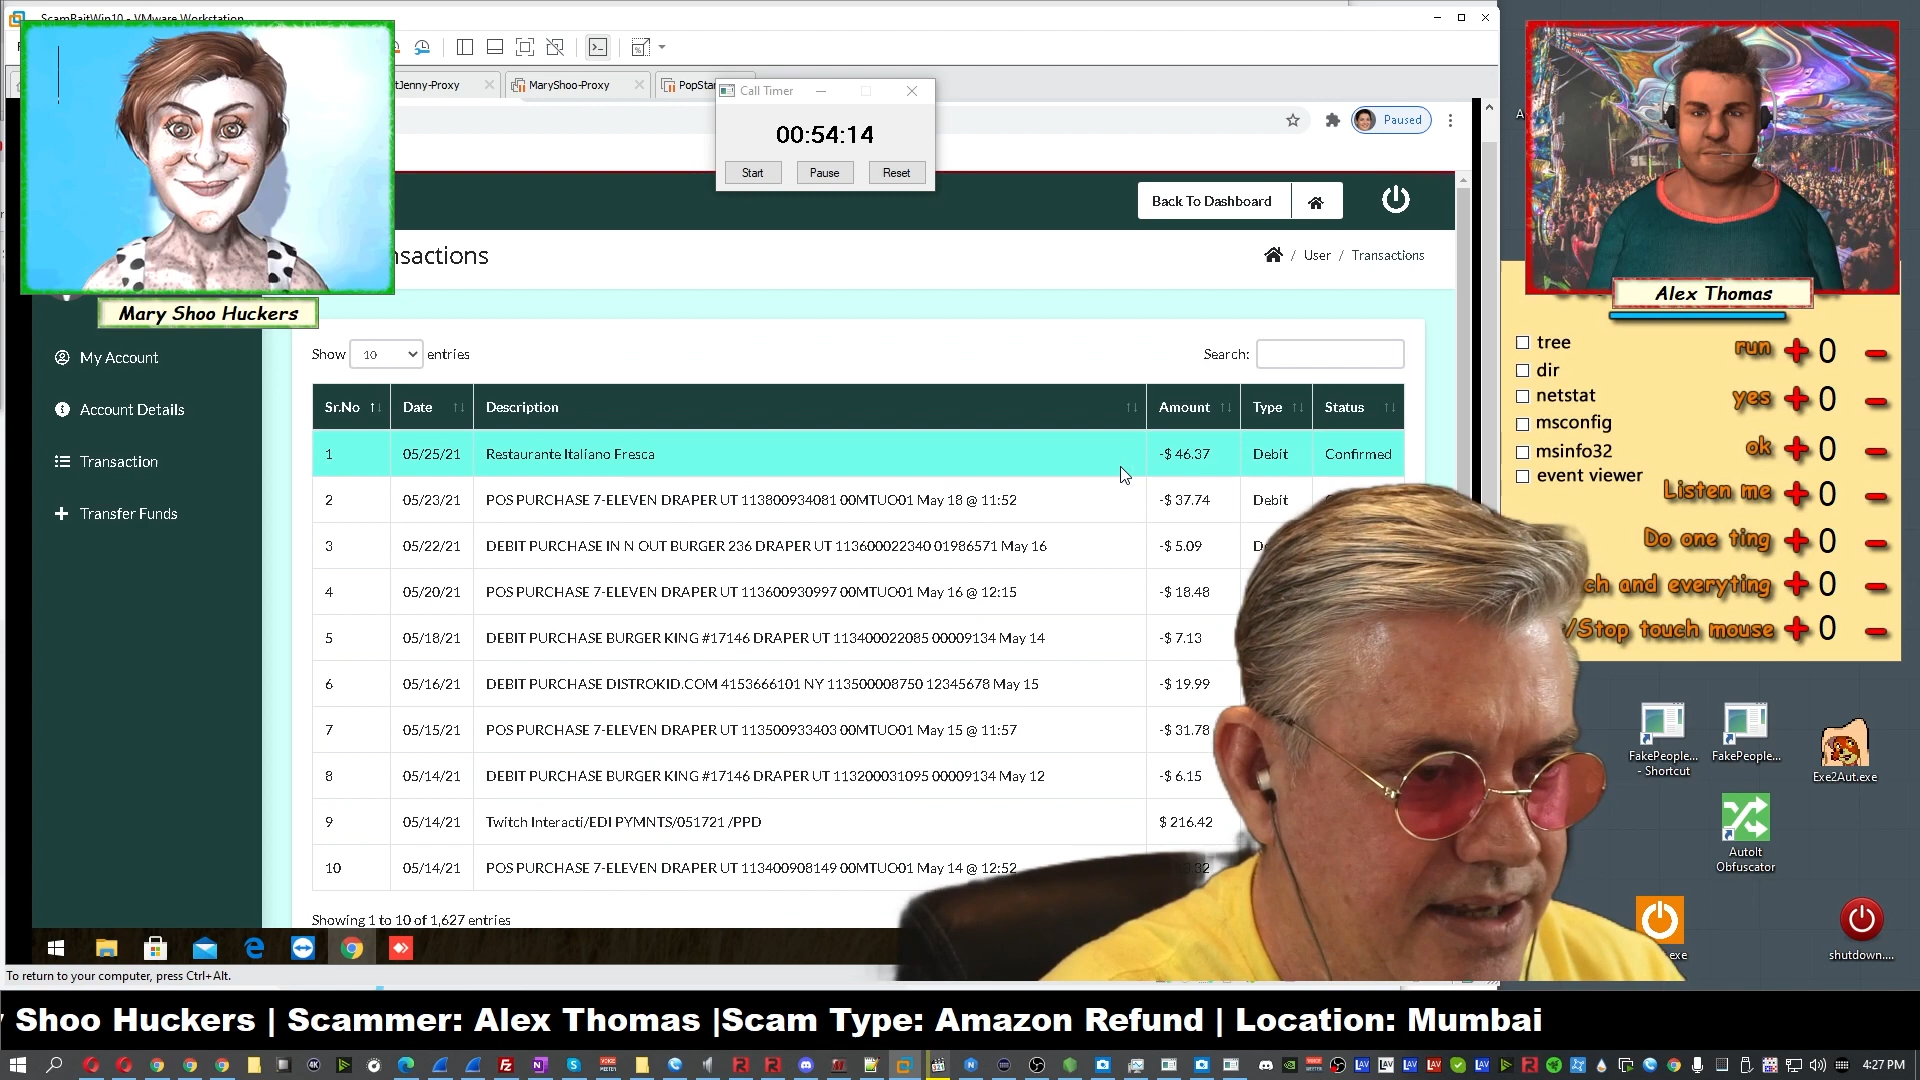 ScamBaitWin10 - VMware Workstation
tJenny-Proxy
MaryShoo-Proxy
Call Timer
00:54:14
Start
Pause
Reset
Paused
Back To Dashboard
nsactions
/ User / Transactions
Mary Shoo Huckers
Alex Thomas
My Account
Account Details
Transaction
Transfer Funds
Show 10 entries
Search:
Sr.No Date Description Amount Type Status
1 05/25/21 Restaurante Italiano Fresca -$ 46.37 Debit Confirmed
2 05/23/21 POS PURCHASE 7-ELEVEN DRAPER UT 113800934081 00MTUO01 May 18 @ 11:52 -$ 37.74 Debit
3 05/22/21 DEBIT PURCHASE IN N OUT BURGER 236 DRAPER UT 113600022340 01986571 May 16 -$ 5.09
4 05/20/21 POS PURCHASE 7-ELEVEN DRAPER UT 113600930997 00MTUO01 May 16 @ 12:15 -$ 18.48
5 05/18/21 DEBIT PURCHASE BURGER KING #17146 DRAPER UT 113400022085 00009134 May 14 -$ 7.13
6 05/16/21 DEBIT PURCHASE DISTROKID.COM 4153666101 NY 113500008750 12345678 May 15 -$ 19.99
7 05/15/21 POS PURCHASE 7-ELEVEN DRAPER UT 113500933403 00MTUO01 May 15 @ 11:57 -$ 31.78
8 05/14/21 DEBIT PURCHASE BURGER KING #17146 DRAPER UT 113200031095 00009134 May 12 -$ 6.15
9 05/14/21 Twitch Interacti/EDI PYMNTS/051721 /PPD $ 216.42
10 05/14/21 POS PURCHASE 7-ELEVEN DRAPER UT 113400908149 00MTUO01 May 14 @ 12:52
Showing 1 to 10 of 1,627 entries
To return to your computer, press Ctrl+Alt.
tree
dir
netstat
msconfig
msinfo32
event viewer
run + 0 -
yes + 0 -
ok + 0 -
Listen me + 0 -
Do one ting + 0 -
ch and everyting + 0 -
/Stop touch mouse + 0 -
FakePeople...
- Shortcut
FakePeople...
Exe2Aut.exe
AutoIt
Obfuscator
.exe
shutdown....
Shoo Huckers | Scammer: Alex Thomas |Scam Type: Amazon Refund | Location: Mumbai
4:27 PM